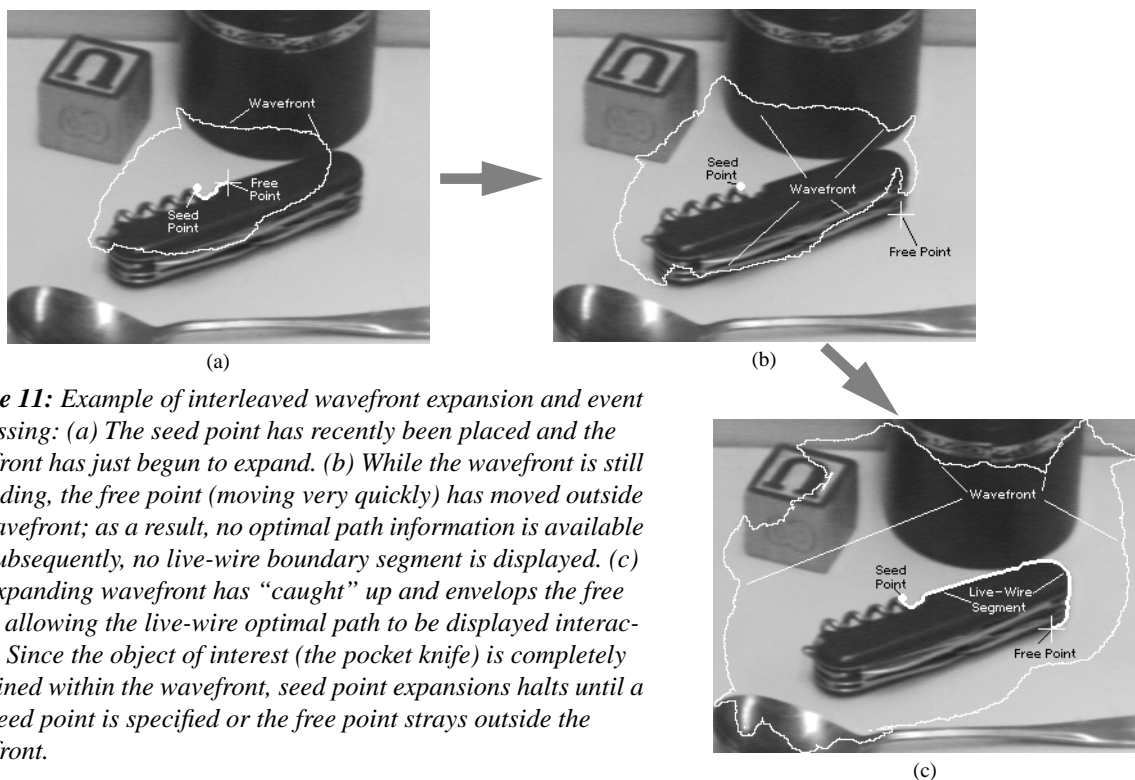 Wavefront
Free
Point
Seed
Point
(a)
Seed
Point
Wavefront
Free Point
(b)
e 11: Example of interleaved wavefront expansion and event
ssing: (a) The seed point has recently been placed and the
front has just begun to expand. (b) While the wavefront is still
ding, the free point (moving very quickly) has moved outside
avefront; as a result, no optimal path information is available
ubsequently, no live-wire boundary segment is displayed. (c)
xpanding wavefront has “caught” up and envelops the free
allowing the live-wire optimal path to be displayed interac-
Since the object of interest (the pocket knife) is completely
ined within the wavefront, seed point expansions halts until a
eed point is specified or the free point strays outside the
front.
Wavefront
Seed
Point
Live-Wire
Segment
Free Point
(c)